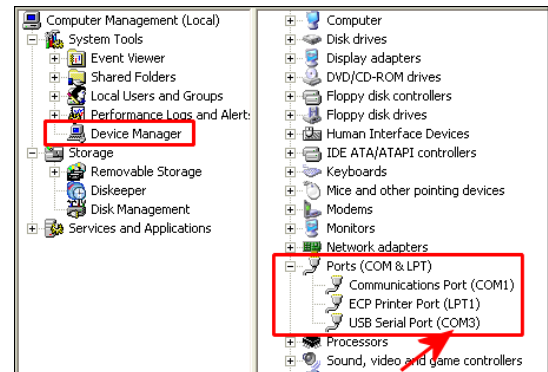 Computer Management (Local)
System Tools
Event Viewer
Shared Folders
Local Users and Groups
Performance Logs and Alert:
Device Manager
Storage
Removable Storage
Diskeeper
Disk Management
Services and Applications
Computer
Disk drives
Display adapters
DVD/CD-ROM drives
Floppy disk controllers
Floppy disk drives
Human Interface Devices
IDE ATA/ATAPI controllers
Keyboards
Mice and other pointing devices
Modems
Monitors
Network adapters
Ports (COM & LPT)
Communications Port (COM1)
ECP Printer Port (LPT1)
USB Serial Port (COM3)
Processors
Sound, video and game controllers